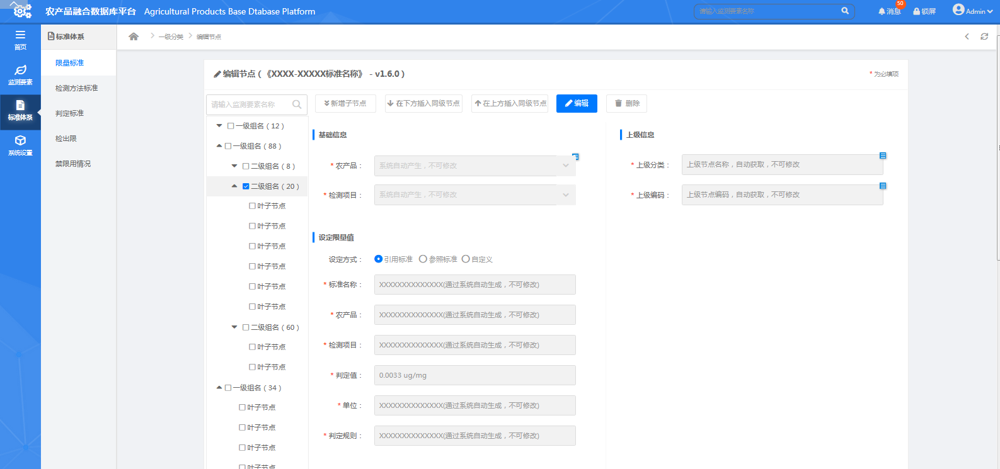 农产品融合数据库平台 Agricultural Products Base Dtabase Platform
请输入监测要素名称
消息 50
锁屏
Admin
首页
监测要素
标准体系
系统设置
标准体系
限量标准
检测方法标准
判定标准
检出限
禁限用情况
一级分类
编辑节点
编辑节点（《XXXX-XXXXX标准名称》 - v1.6.0）
* 为必填项
请输入监测要素名称
新增子节点
在下方插入同级节点
在上方插入同级节点
编辑
删除
一级组名（12）
一级组名（88）
二级组名（8）
二级组名（20）
叶子节点
叶子节点
叶子节点
叶子节点
叶子节点
叶子节点
二级组名（60）
叶子节点
叶子节点
一级组名（34）
叶子节点
叶子节点
叶子节点
叶子节点
基础信息
* 农产品： 系统自动产生，不可修改
* 检测项目： 系统自动产生，不可修改
设定限量值
设定方式： 引用标准 参照标准 自定义
* 标准名称： XXXXXXXXXXXXXX(通过系统自动生成，不可修改)
* 农产品： XXXXXXXXXXXXXX(通过系统自动生成，不可修改)
* 检测项目： XXXXXXXXXXXXXX(通过系统自动生成，不可修改)
* 判定值： 0.0033 ug/mg
* 单位： XXXXXXXXXXXXXX(通过系统自动生成，不可修改)
* 判定规则： XXXXXXXXXXXXXX(通过系统自动生成，不可修改)
上级信息
* 上级分类： 上级节点名称，自动获取，不可修改
* 上级编码： 上级节点编码，自动获取，不可修改